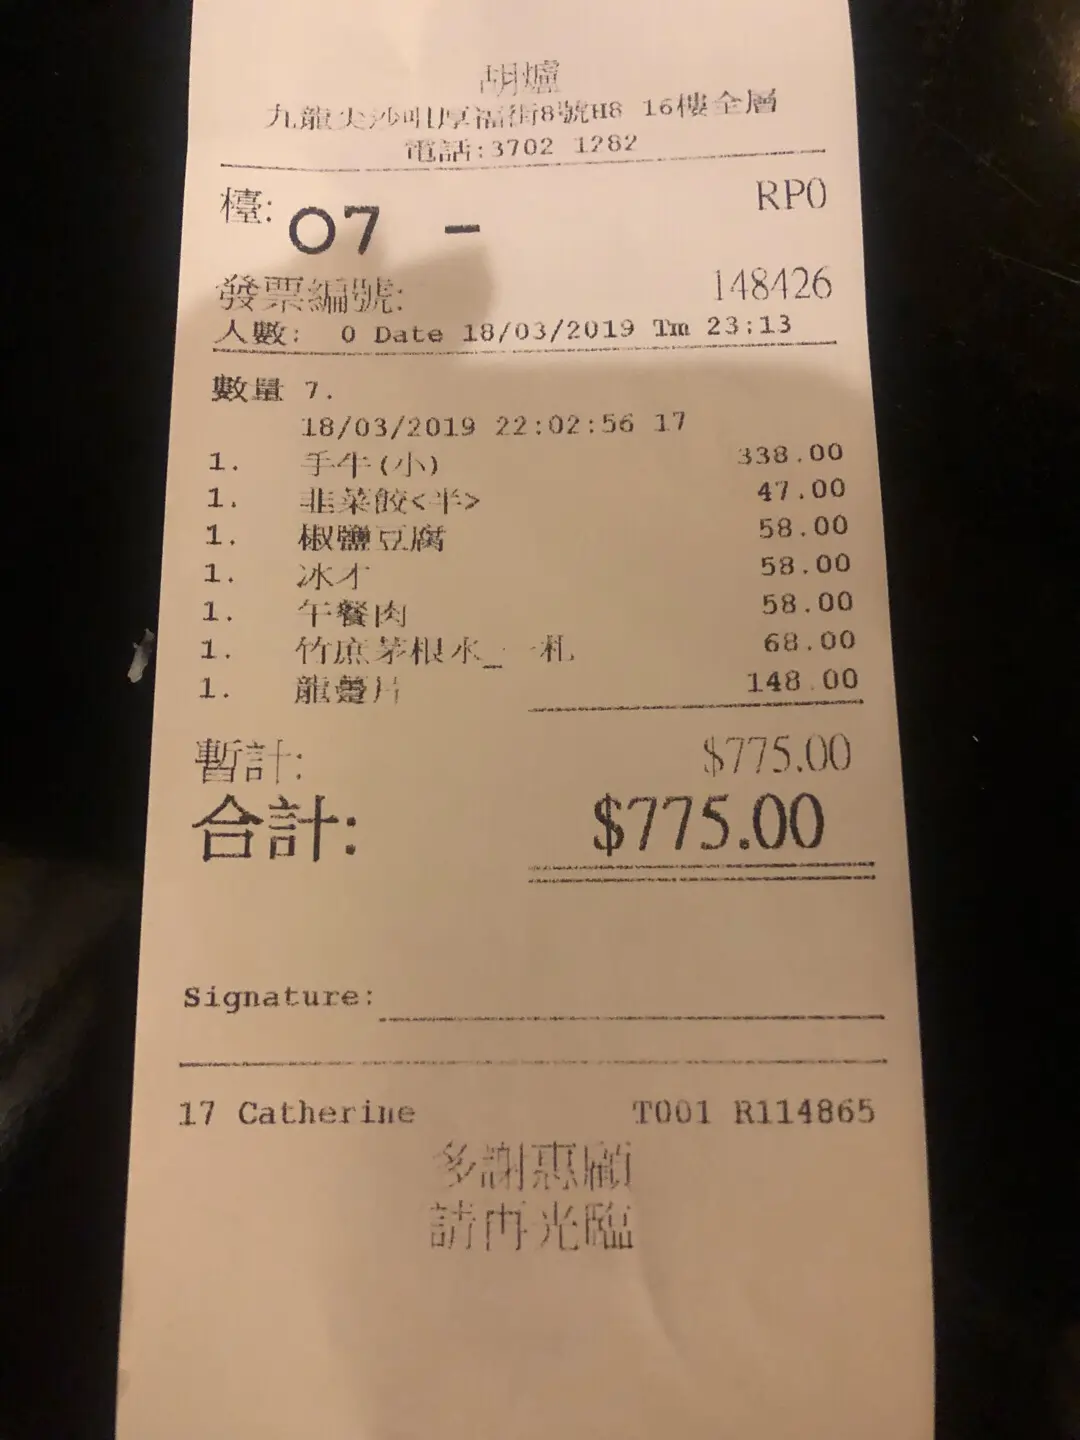 胡爐
九龍尖沙咀厚福街8號H8 16樓全層
電話:3702 1282
檯: 07 - RP0
發票編號: 148426
人數: 0 Date 18/03/2019 Tm 23:13
數量 7.
18/03/2019 22:02:56 17
1. 手牛(小) 338.00
1. 韭菜餃<半> 47.00
1. 椒鹽豆腐 58.00
1. 冰才 58.00
1. 午餐肉 58.00
1. 竹庶茅根水_一札 68.00
1. 龍躉片 148.00
暫計: $775.00
合計: $775.00
Signature:
17 Catherine T001 R114865
多謝惠顧
請再光臨